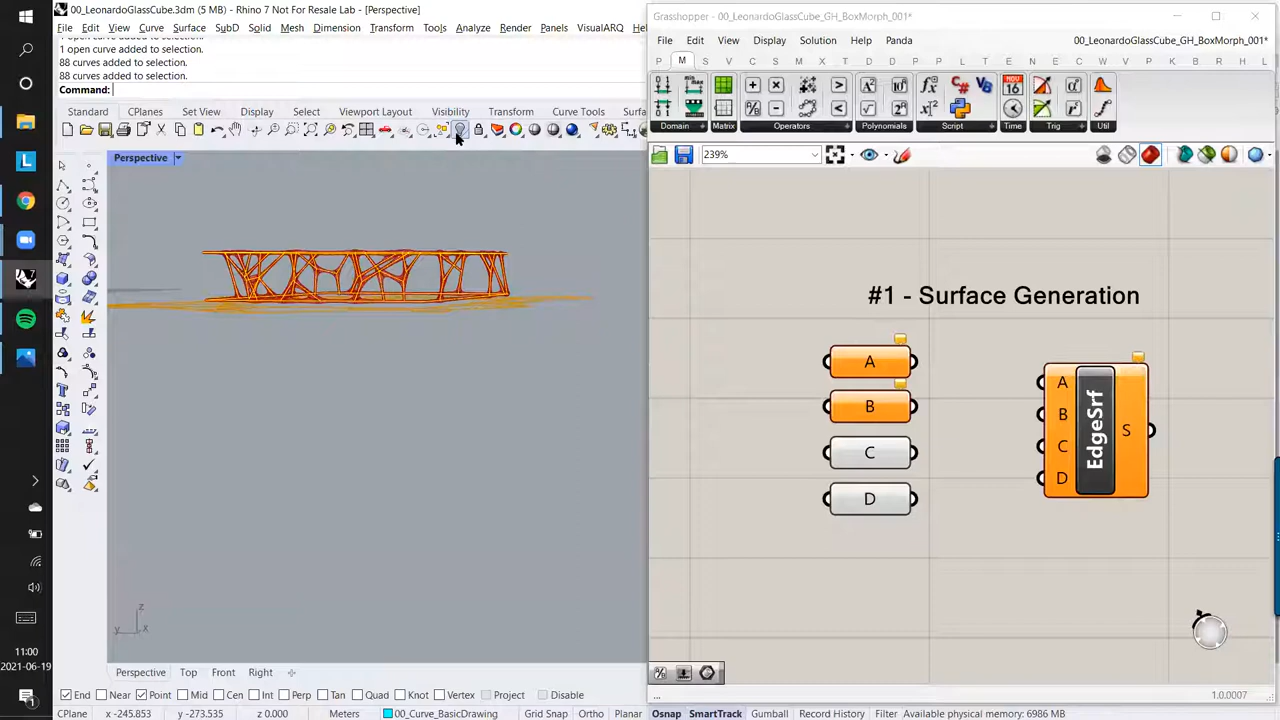 00_LeonardoGlassCube.3dm (5 MB) - Rhino 7 Not For Resale Lab - [Perspective]
File Edit View Curve Surface SubD Solid Mesh Dimension Transform Tools Analyze Render Panels VisualARQ
1 open curve added to selection.
88 curves added to selection.
88 curves added to selection.
Command:
Standard CPlanes Set View Display Select Viewport Layout Visibility Transform Curve Tools
Perspective
z
y x
Perspective Top Front Right
End Near Point Mid Cen Int Perp Tan Quad Knot Vertex Project Disable
CPlane x -245.853 y -273.535 z 0.000 Meters 00_Curve_BasicDrawing Grid Snap Ortho Planar Osnap SmartTrack Gumball Record History Filter Available physical memory: 6986 MB
L
7
11:00
2021-06-19
1
Grasshopper - 00_LeonardoGlassCube_GH_BoxMorph_001*
File Edit View Display Solution Help Panda
00_LeonardoGlassCube_GH_BoxMorph_001*
P M S V C S M X D R V B F T A C E P K L H L
Domain Matrix Operators Polynomials Script Time Trig Util
239%
#1 - Surface Generation
A
B
C
D
A
B
C
D
EdgeSrf
S
...
1.0.0007